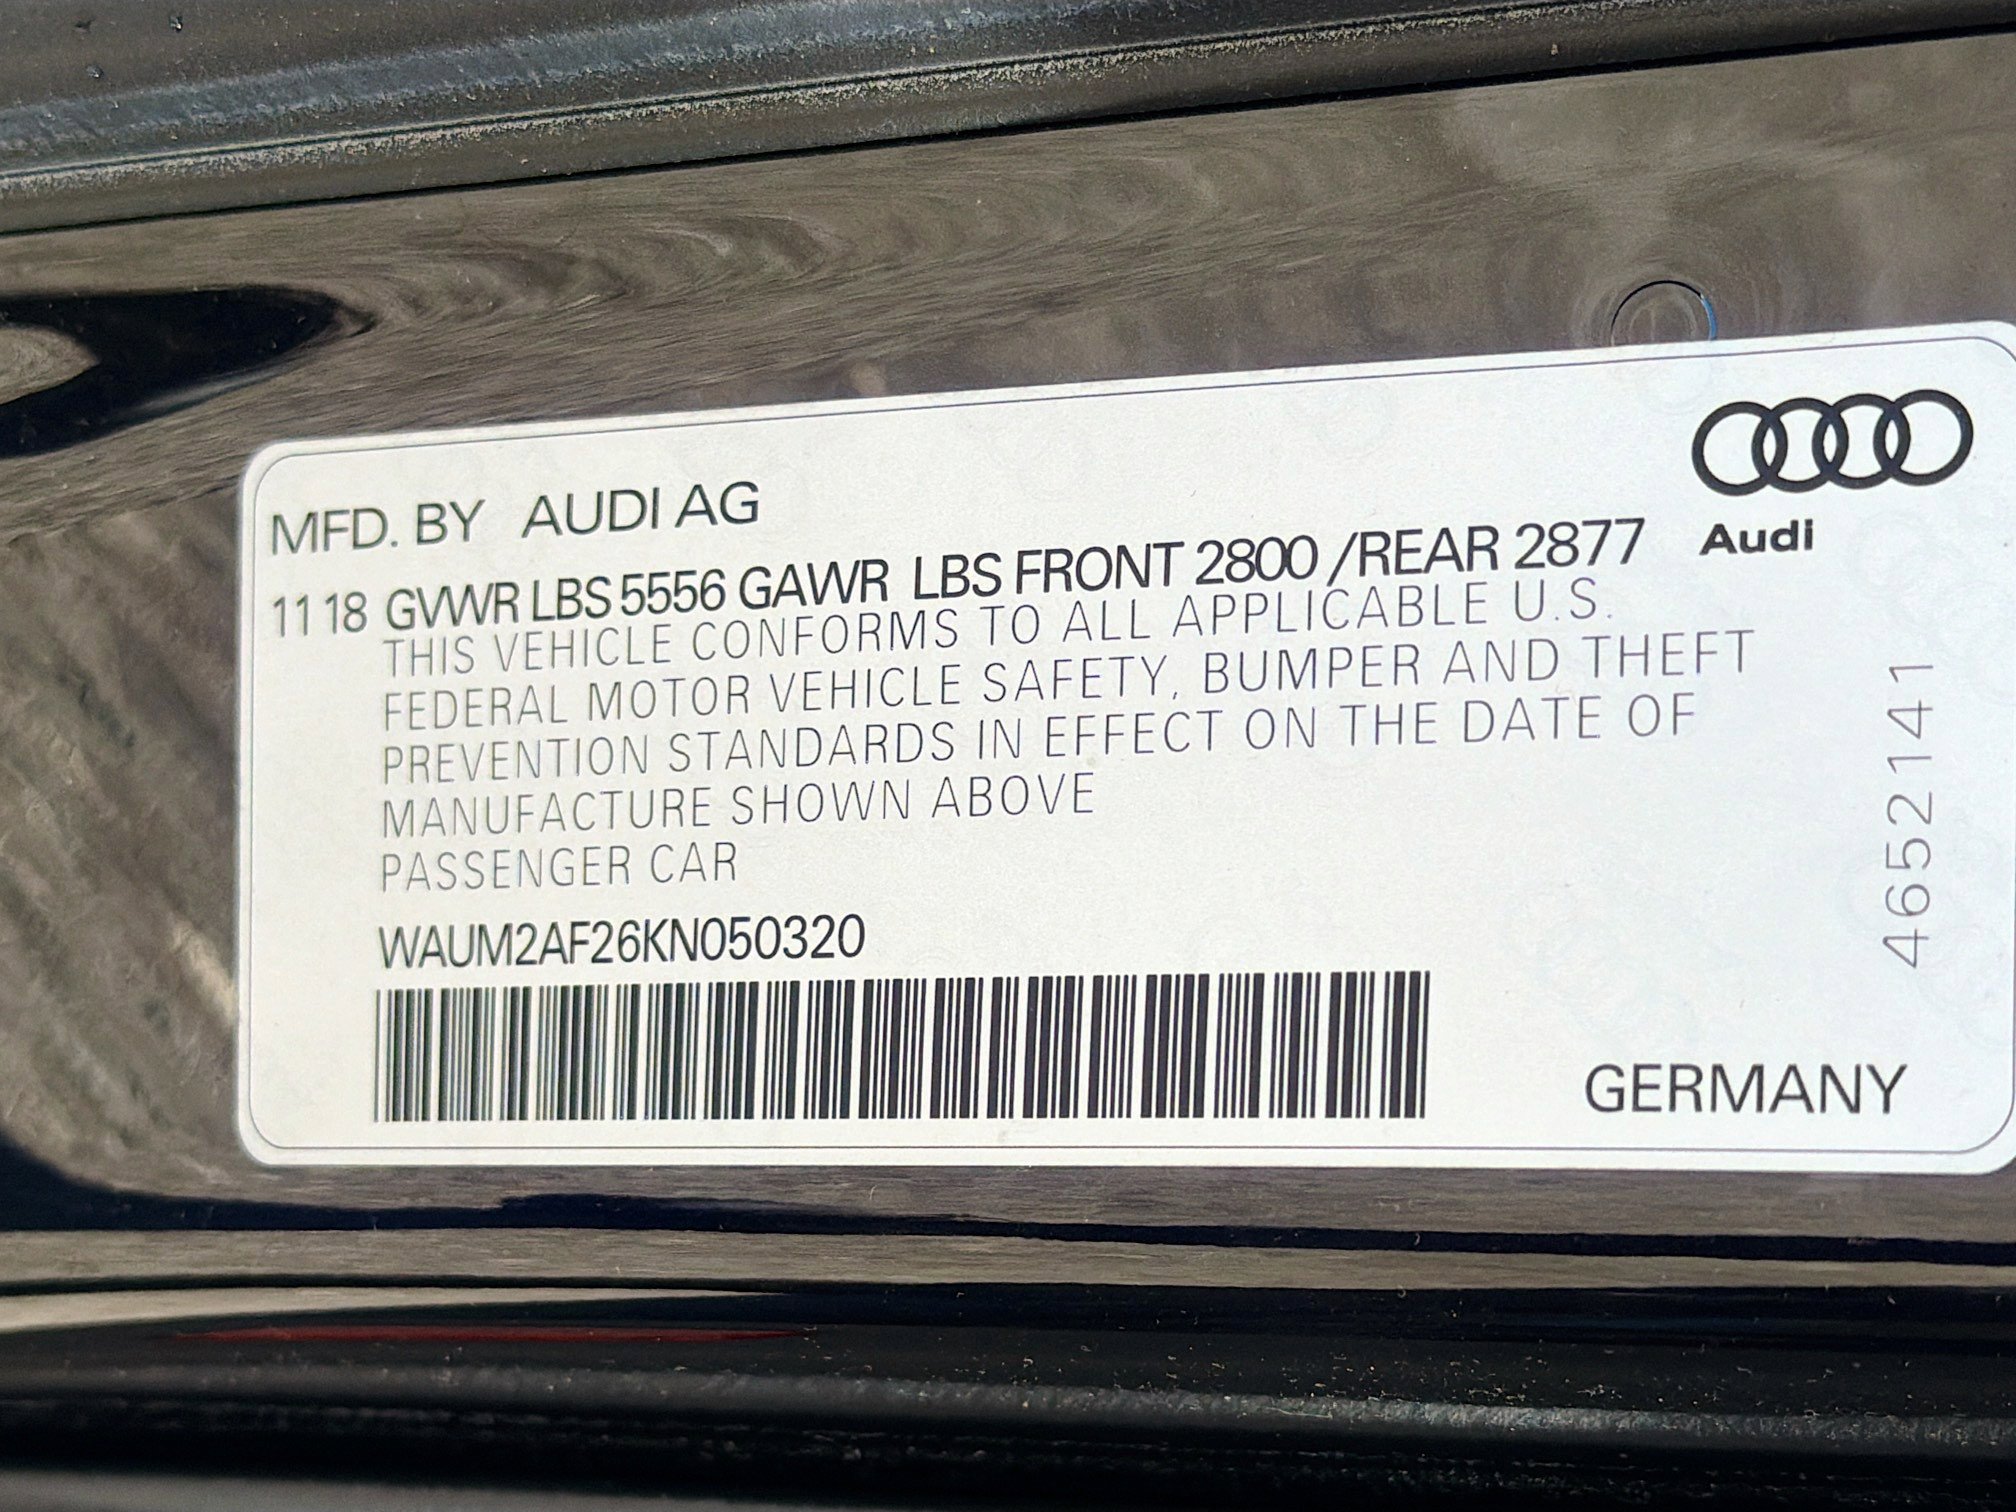 MFD. BY AUDI AG
Audi
11 18 GVWR LBS 5556 GAWR LBS FRONT 2800 /REAR 2877
THIS VEHICLE CONFORMS TO ALL APPLICABLE U.S.
FEDERAL MOTOR VEHICLE SAFETY, BUMPER AND THEFT
PREVENTION STANDARDS IN EFFECT ON THE DATE OF
MANUFACTURE SHOWN ABOVE
PASSENGER CAR
WAUM2AF26KN050320
GERMANY
4652141